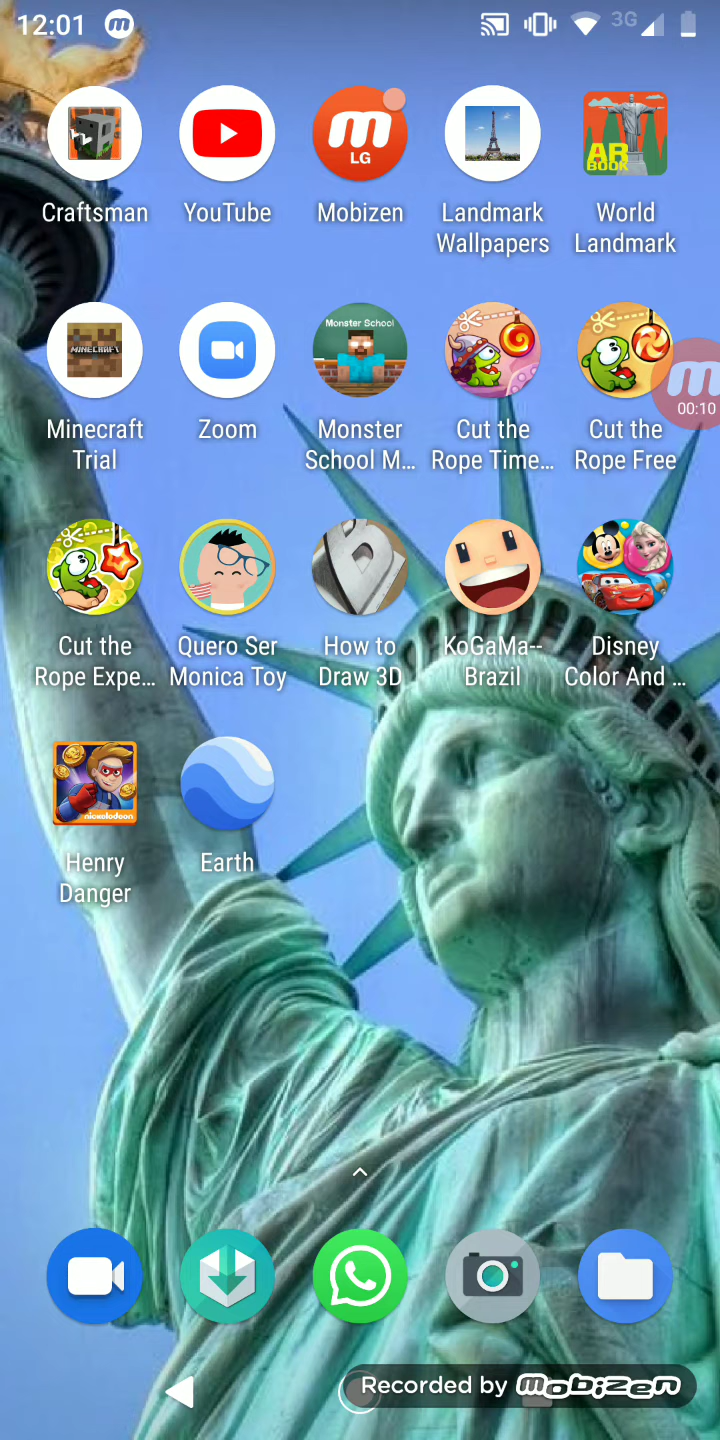 12:01
3G
Craftsman
YouTube
LG
Mobizen
Landmark
Wallpapers
AR
BOOK
World
Landmark
MINECRAFT
Minecraft
Trial
Zoom
Monster School
Monster
School M...
Cut the
Rope Time...
Cut the
Rope Free
00:10
Cut the
Rope Expe...
Quero Ser
Monica Toy
How to
Draw 3D
KoGaMa--
Brazil
Disney
Color And ...
nickelodeon
Henry
Danger
Earth
Recorded by mobizen